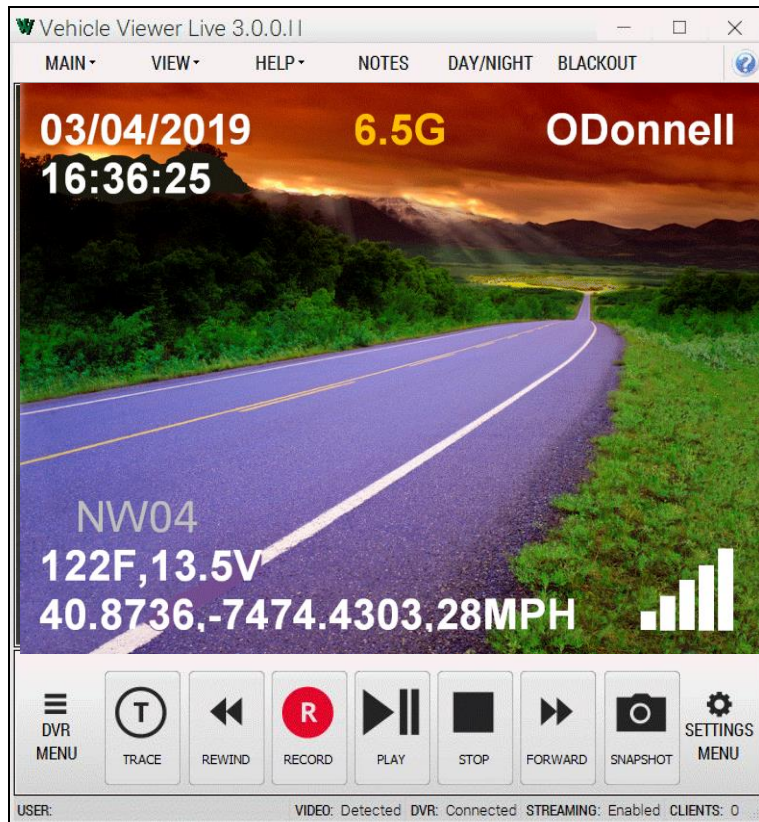 Vehicle Viewer Live 3.0.0.11
MAIN VIEW HELP NOTES DAY/NIGHT BLACKOUT
03/04/2019 6.5G ODonnell
16:36:25
NW04
122F,13.5V
40.8736,-7474.4303,28MPH
DVR MENU
T
TRACE
REWIND
R
RECORD
PLAY
STOP
FORWARD
SNAPSHOT
SETTINGS MENU
USER: VIDEO: Detected DVR: Connected STREAMING: Enabled CLIENTS: 0